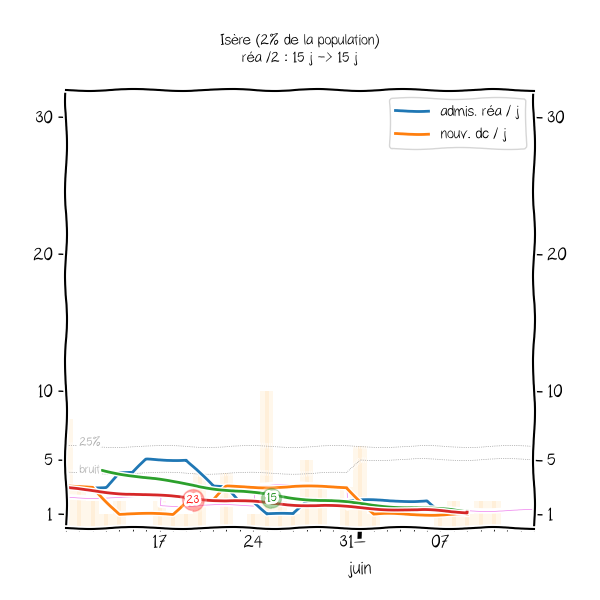 Isère (2% de la population)
réa /2 : 15 j -> 15 j
admis. réa / j
nouv. dc / j
30
30
20
20
10
10
25%
5
5
bruit
23
15
1
1
17
24
31
07
juin